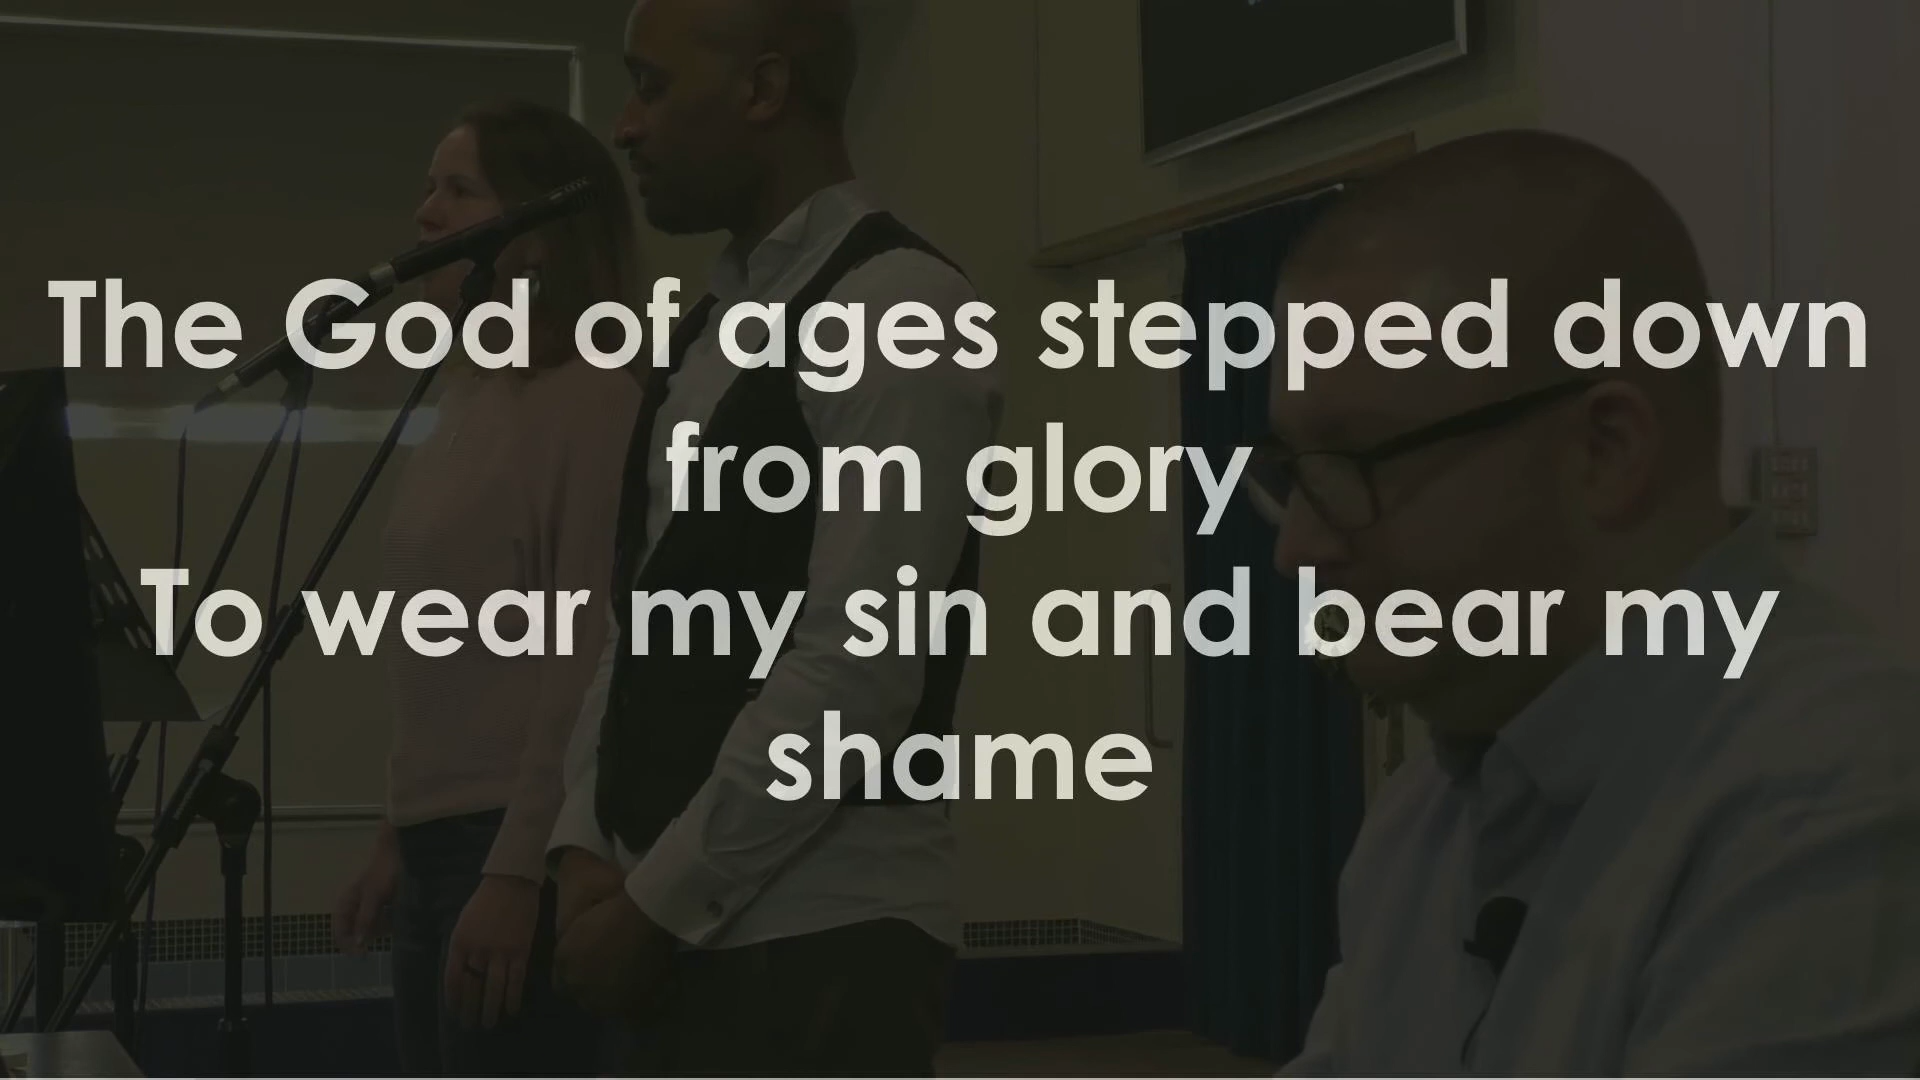 The God of ages stepped down
from glory
To wear my sin and bear my
shame